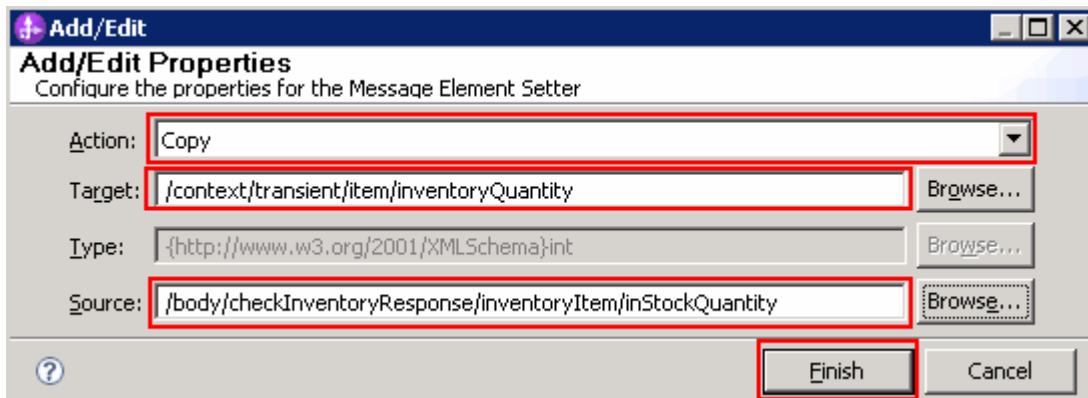 Add/Edit
Add/Edit Properties
Configure the properties for the Message Element Setter
Action: Copy
Target: /context/transient/item/inventoryQuantity Browse...
Type: {http://www.w3.org/2001/XMLSchema}int Browse...
Source: /body/checkInventoryResponse/inventoryItem/inStockQuantity Browse...
? Finish Cancel